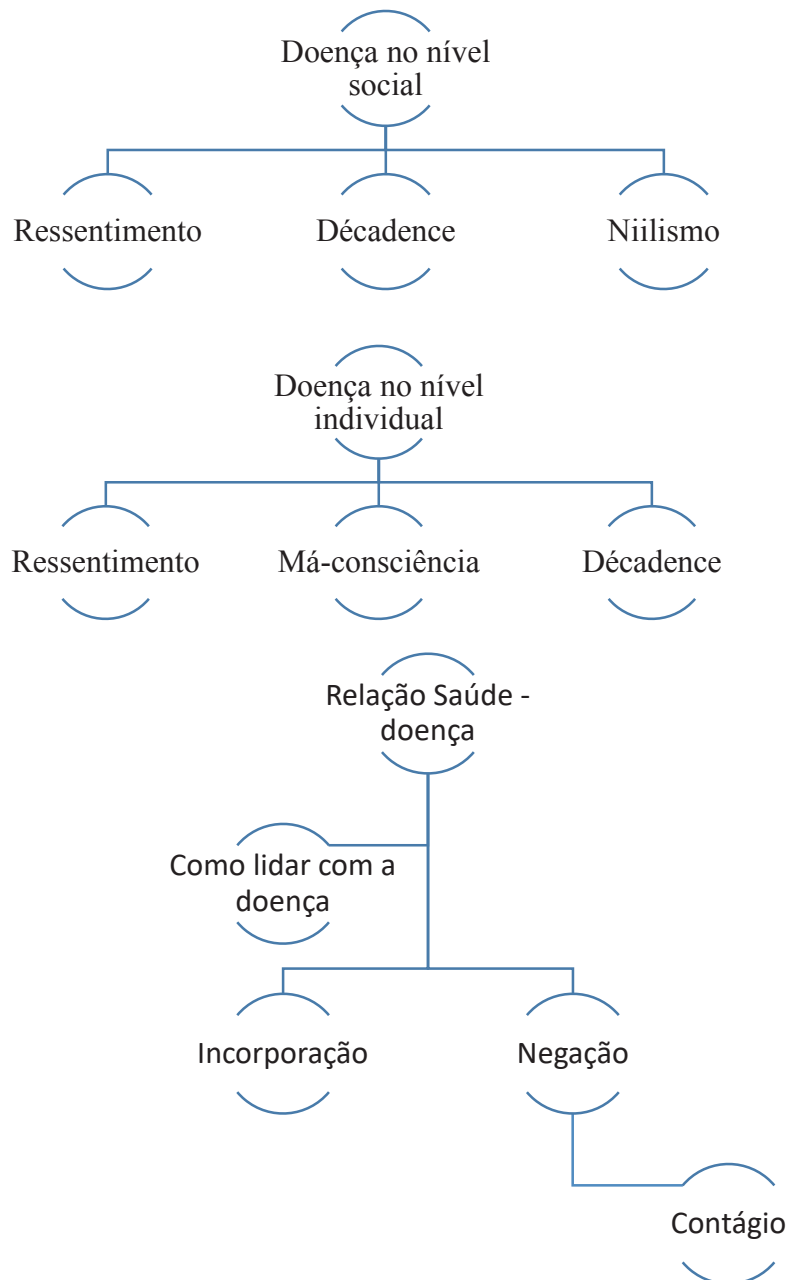 Doença no nível
social
Ressentimento
Décadence
Niilismo
Doença no nível
individual
Ressentimento
Má-consciência
Décadence
Relação Saúde -
doença
Como lidar com a
doença
Incorporação
Negação
Contágio